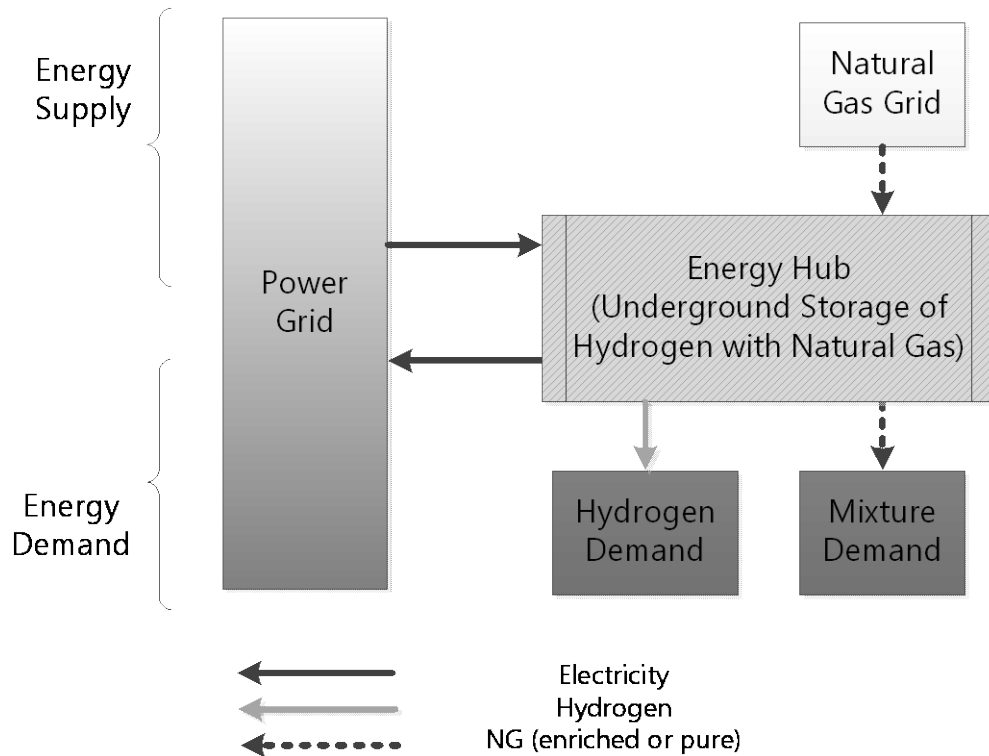 Energy
Supply
Natural
Gas Grid
Power
Grid
Energy Hub
(Underground Storage of
Hydrogen with Natural Gas)
Energy
Demand
Hydrogen
Demand
Mixture
Demand
Electricity
Hydrogen
NG (enriched or pure)